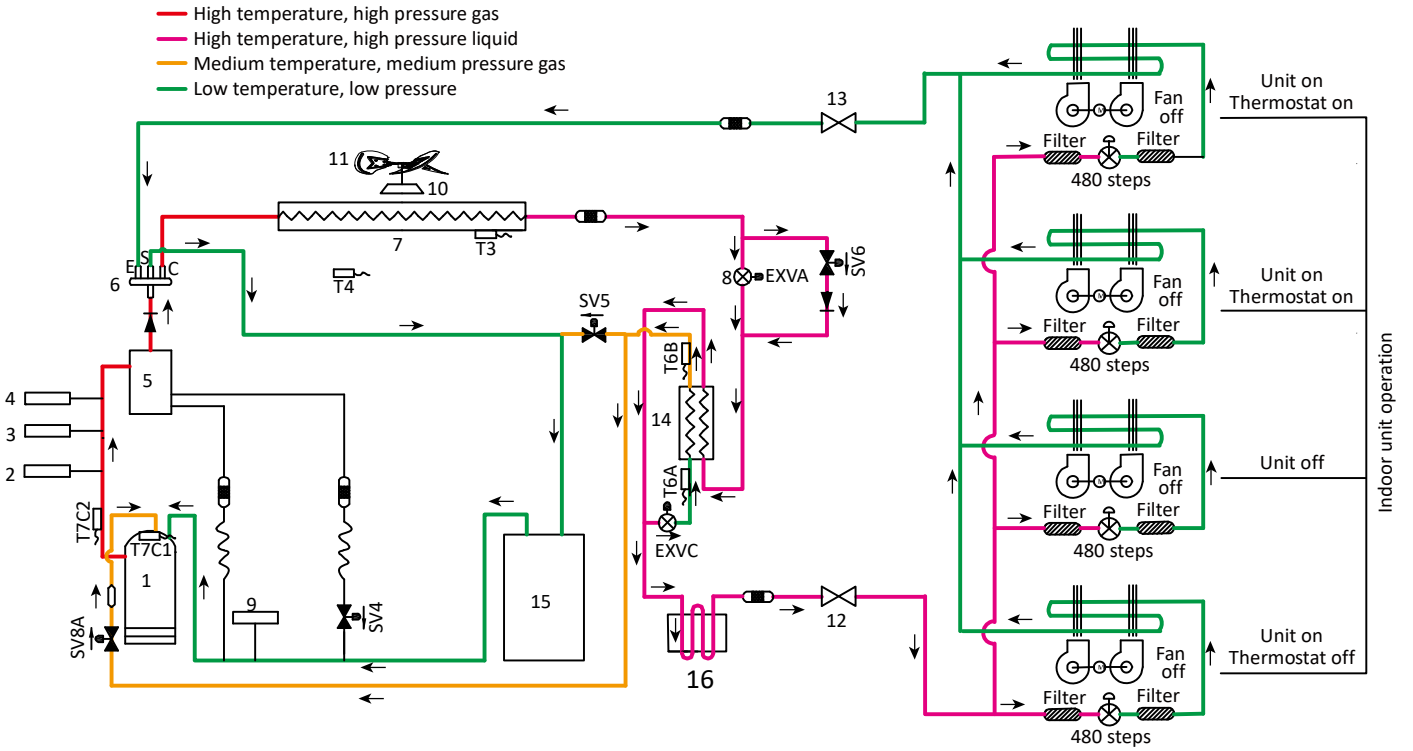 High temperature, high pressure gas
High temperature, high pressure liquid
Medium temperature, medium pressure gas
Low temperature, low pressure
13
11
10
7
T3
T4
E
S
C
6
8
EXVA
SV6
SV5
T6B
14
T6A
EXVC
5
4
3
2
T7C2
T7C1
1
SV8A
9
SV4
15
16
12
M
Fan
off
Filter
Filter
480 steps
Unit on
Thermostat on
M
Fan
off
Filter
Filter
480 steps
Unit on
Thermostat on
M
Fan
off
Filter
Filter
480 steps
Unit off
M
Fan
off
Filter
Filter
480 steps
Unit on
Thermostat off
Indoor unit operation